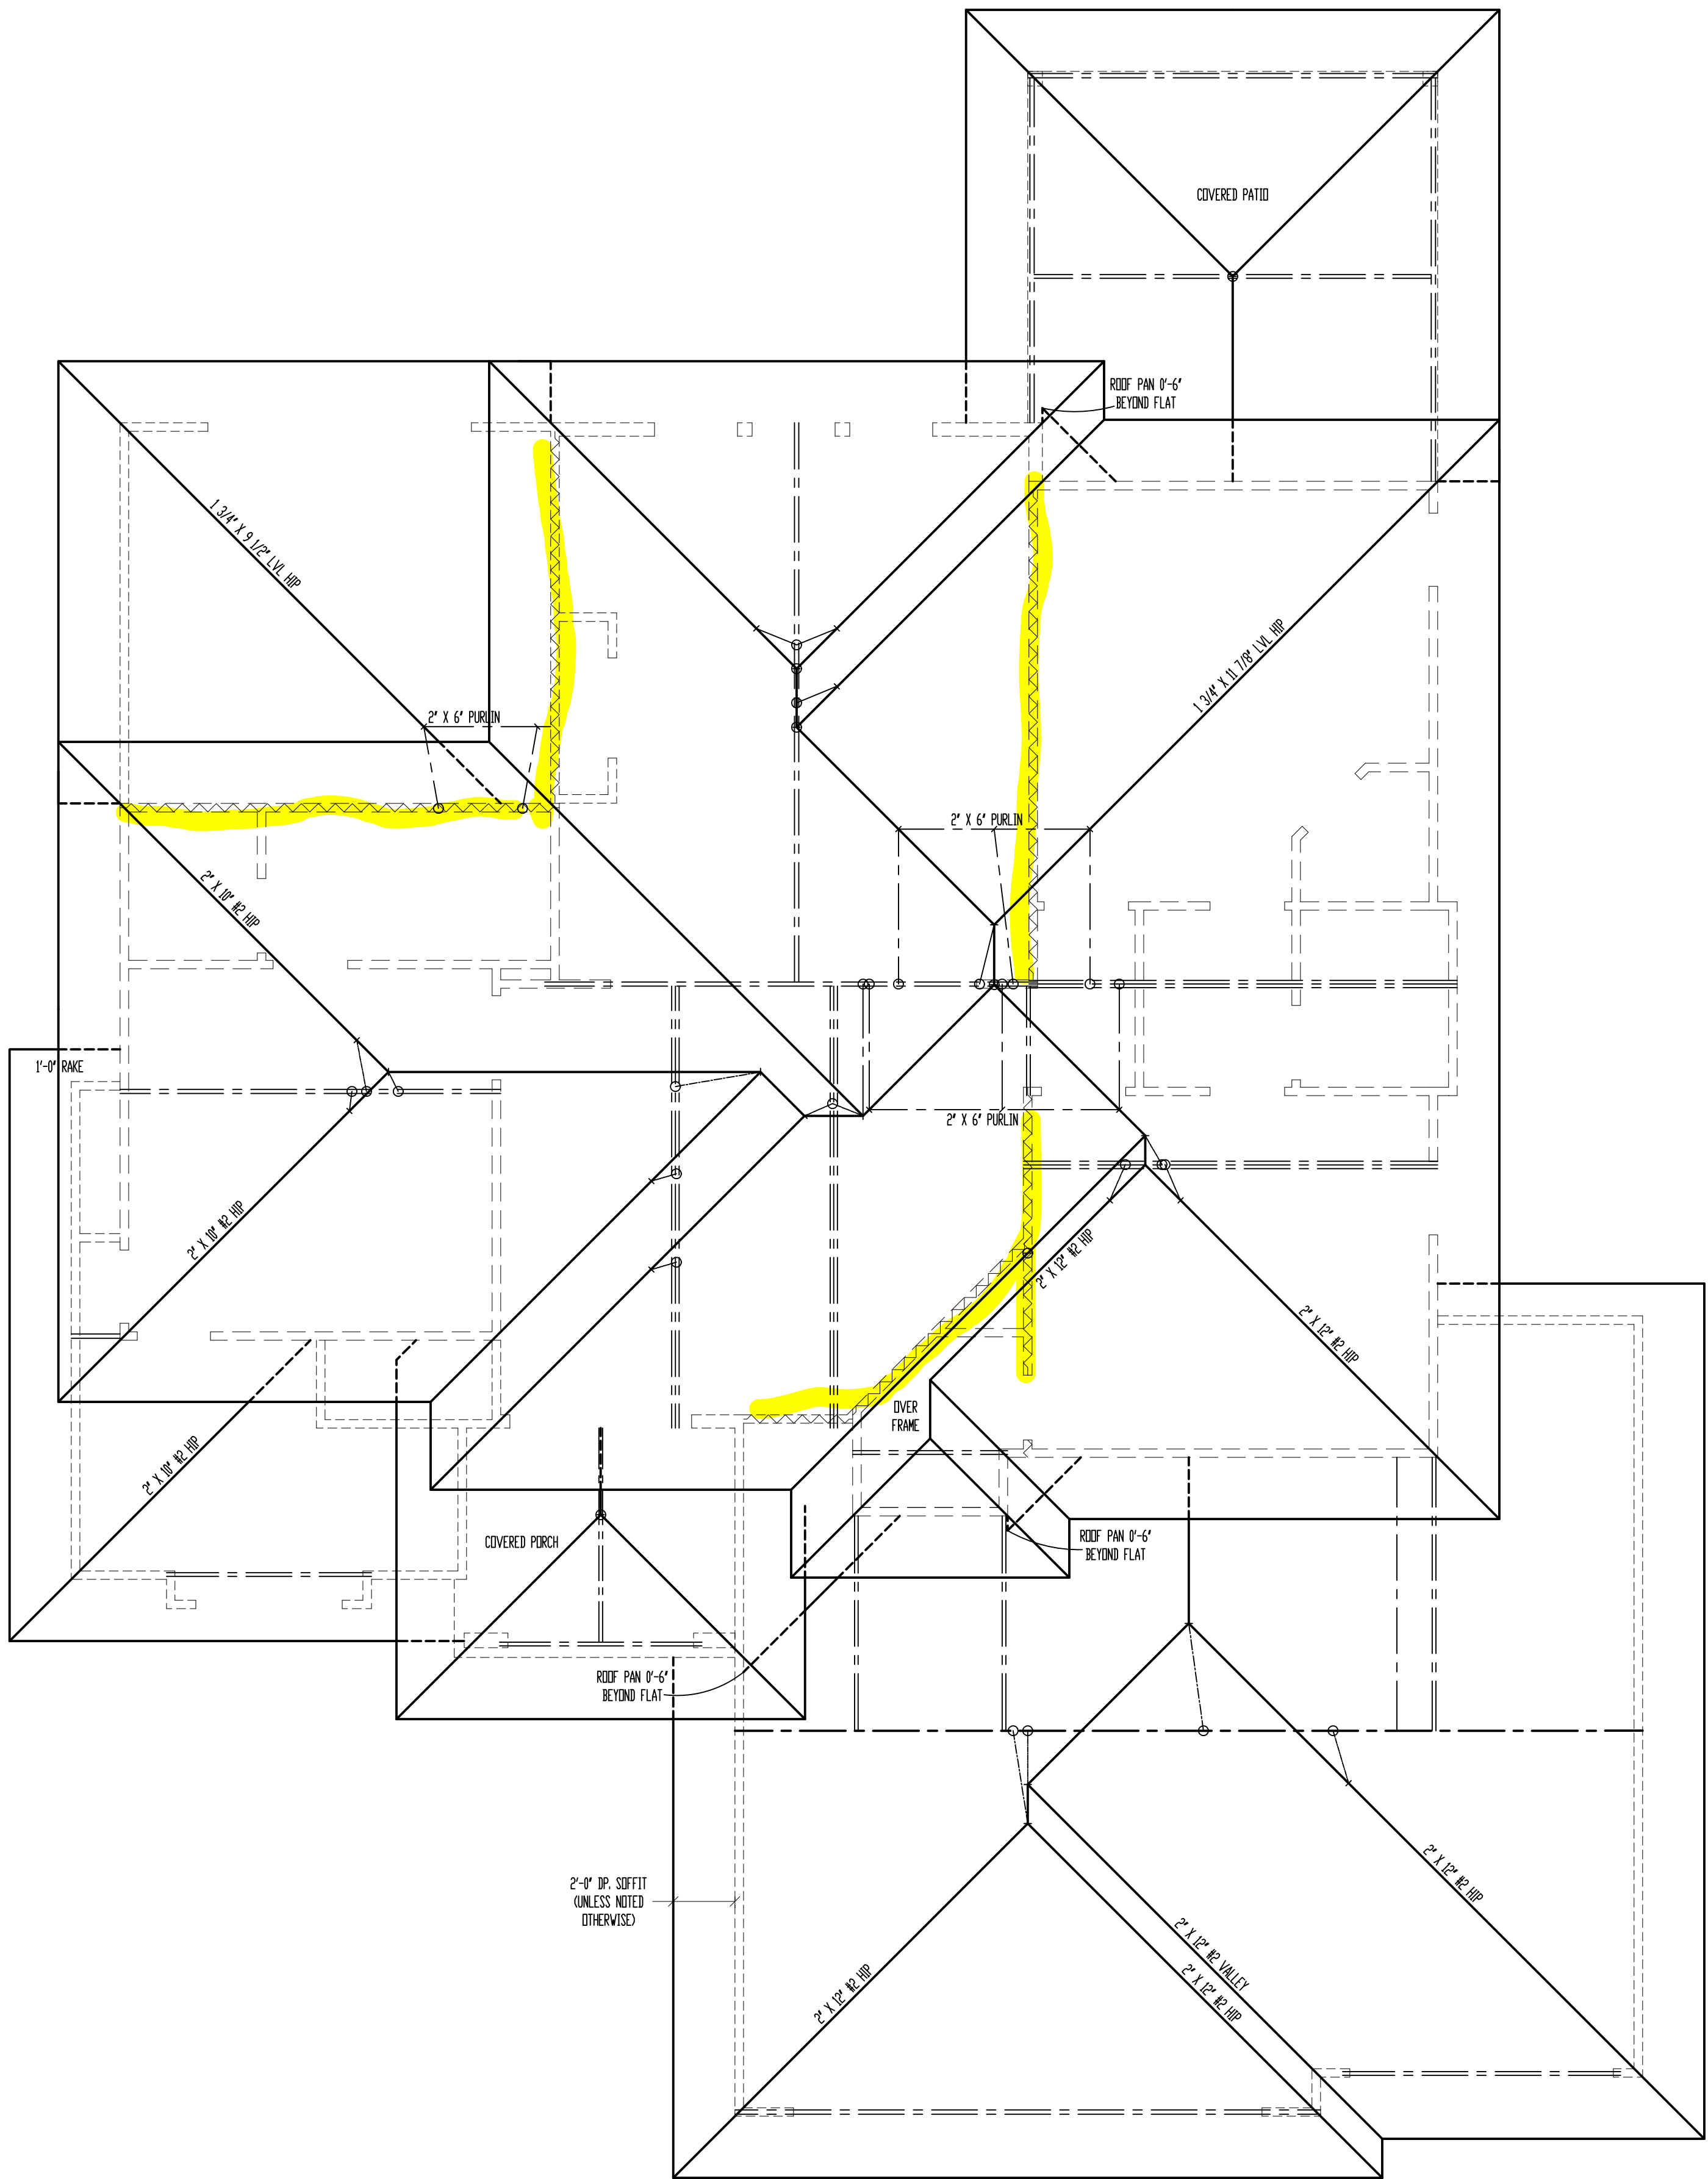 COVERED PATIO
ROOF PAN 0'-6"
BEYOND FLAT
1 3/4" X 9 1/2" LVL HIP
1 3/4" X 11 7/8" LVL HIP
2" X 6" PURLIN
2" X 6" PURLIN
2" X 10" #2 HIP
1'-0" RAKE
2" X 6" PURLIN
2" X 10" #2 HIP
2" X 12" #2 HIP
2" X 12" #2 HIP
OVER
FRAME
2" X 10" #2 HIP
COVERED PORCH
ROOF PAN 0'-6"
BEYOND FLAT
ROOF PAN 0'-6"
BEYOND FLAT
2'-0" DP. SOFFIT
(UNLESS NOTED
OTHERWISE)
2" X 12" #2 HIP
2" X 12" #2 VALLEY
2" X 12" #2 HIP
2" X 12" #2 HIP